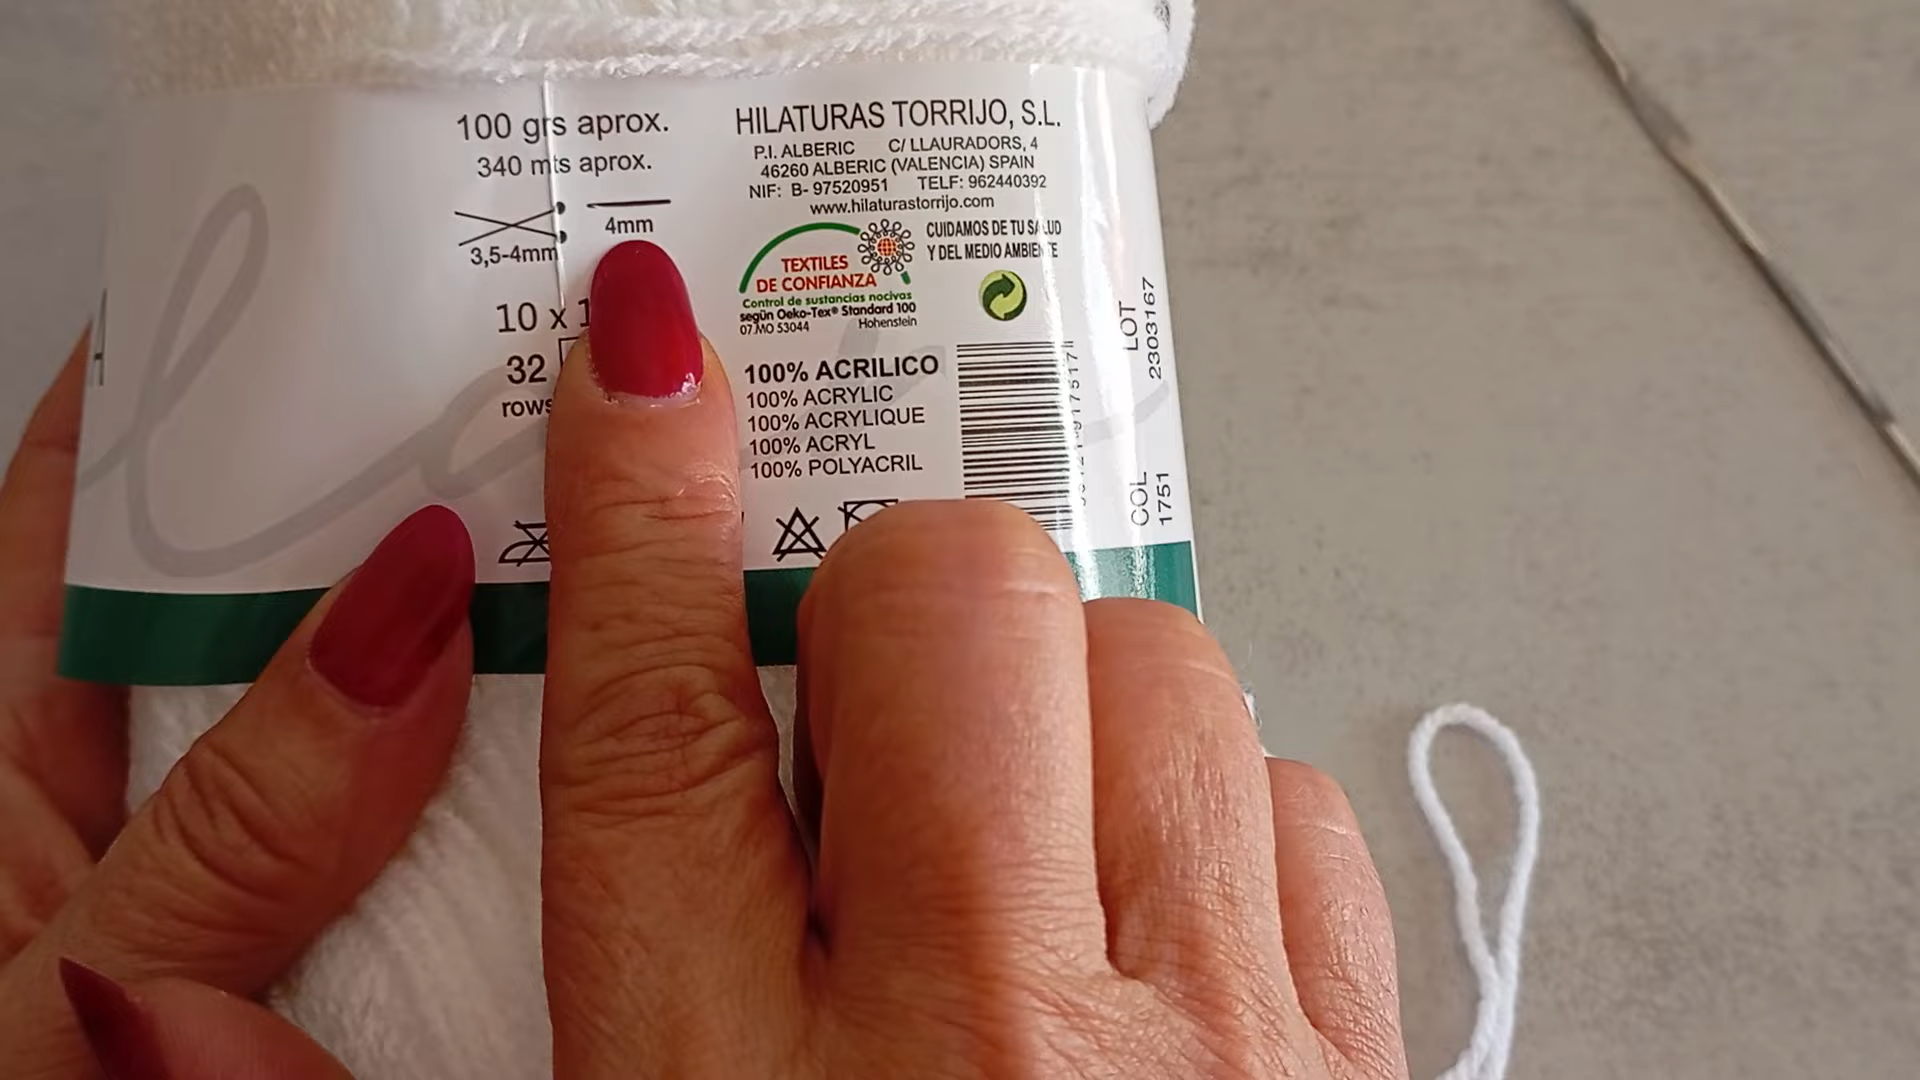 100 grs aprox.
340 mts aprox.
3,5-4mm
4mm
10 x
32
rows
HILATURAS TORRIJO, S.L.
P.I. ALBERIC C/ LLAURADORS, 4
46260 ALBERIC (VALENCIA) SPAIN
NIF: B- 97520951 TELF: 962440392
www.hilaturastorrijo.com
TEXTILES
DE CONFIANZA
Control de sustancias nocivas
según Oeko-Tex® Standard 100
07.MO 53044 Hohenstein
CUIDAMOS DE TU SALUD
Y DEL MEDIO AMBIENTE
100% ACRILICO
100% ACRYLIC
100% ACRYLIQUE
100% ACRYL
100% POLYACRIL
LOT
2303167
COL
1751